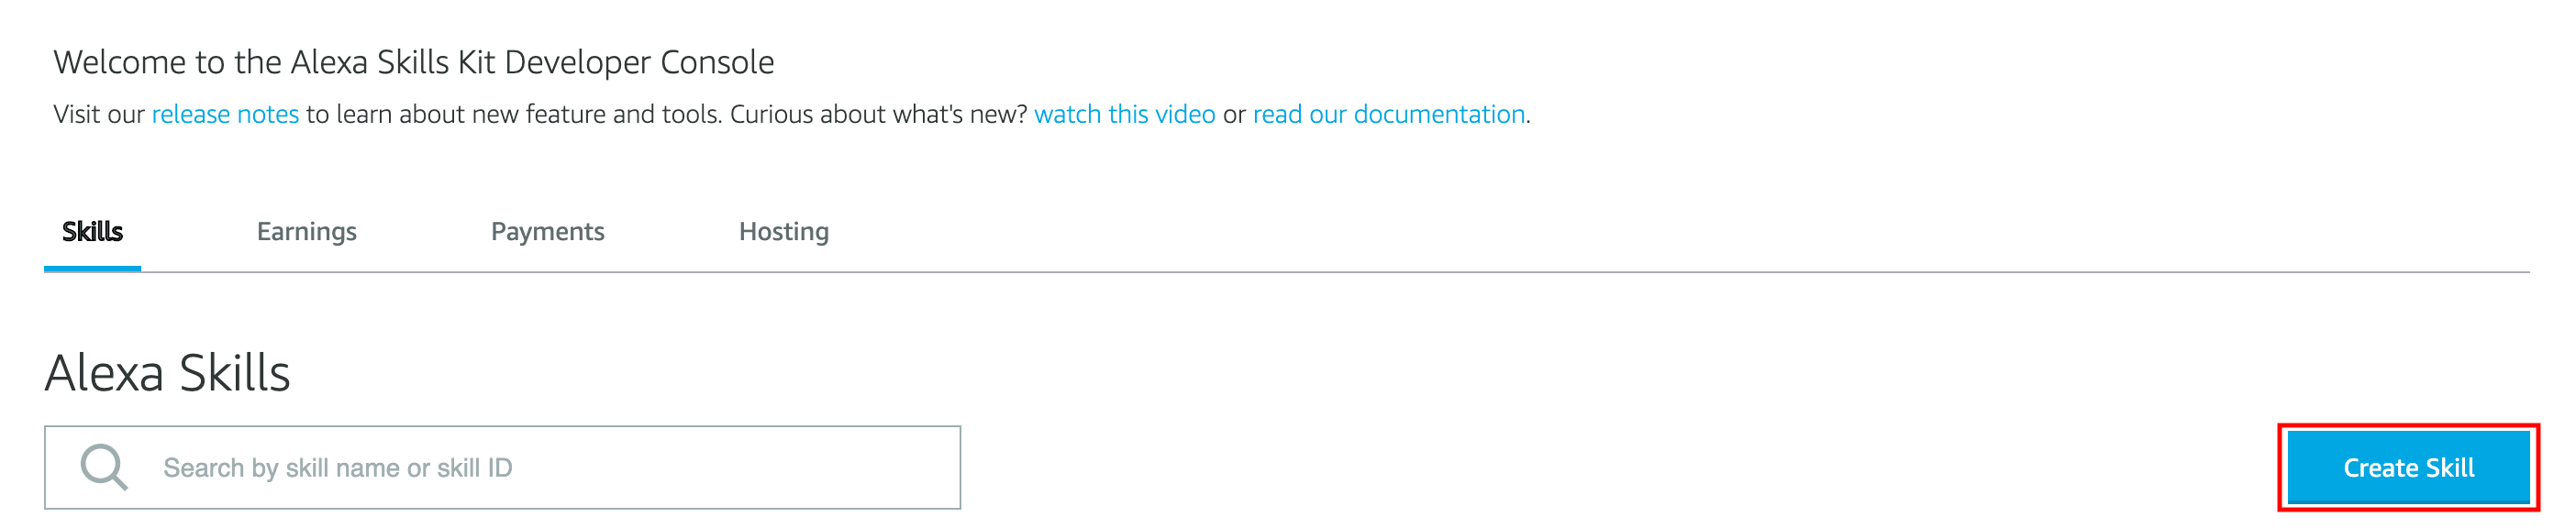 Welcome to the Alexa Skills Kit Developer Console
Visit our release notes to learn about new feature and tools. Curious about what's new? watch this video or read our documentation.
Skills Earnings Payments Hosting
Alexa Skills
Search by skill name or skill ID
Create Skill